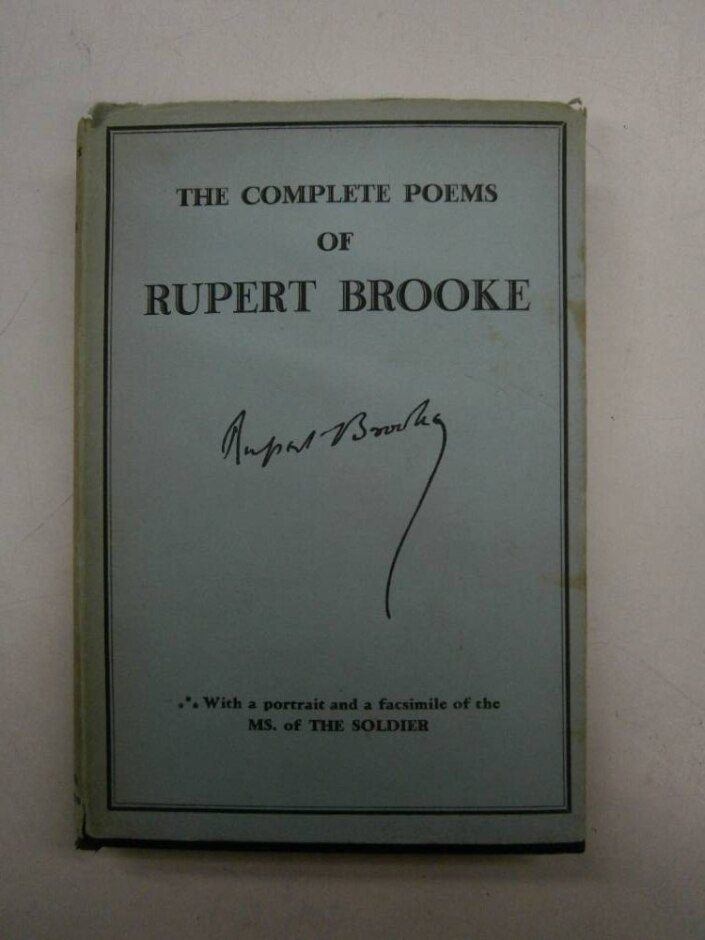 THE COMPLETE POEMS
OF
RUPERT BROOKE
Rupert Brooke
⁂ With a portrait and a facsimile of the
MS. of THE SOLDIER